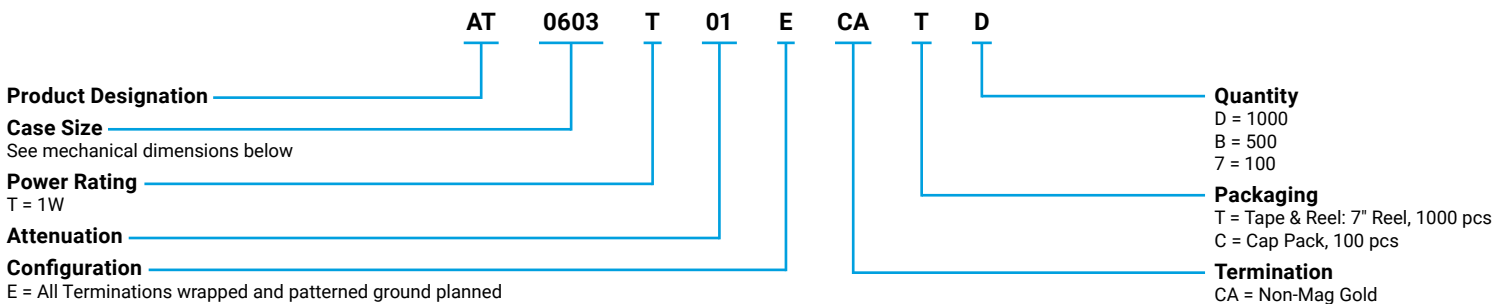 AT 0603 T 01 E CA T D
Product Designation
Case Size
See mechanical dimensions below
Power Rating
T = 1W
Attenuation
Configuration
E = All Terminations wrapped and patterned ground planned
Quantity
D = 1000
B = 500
7 = 100
Packaging
T = Tape & Reel: 7" Reel, 1000 pcs
C = Cap Pack, 100 pcs
Termination
CA = Non-Mag Gold